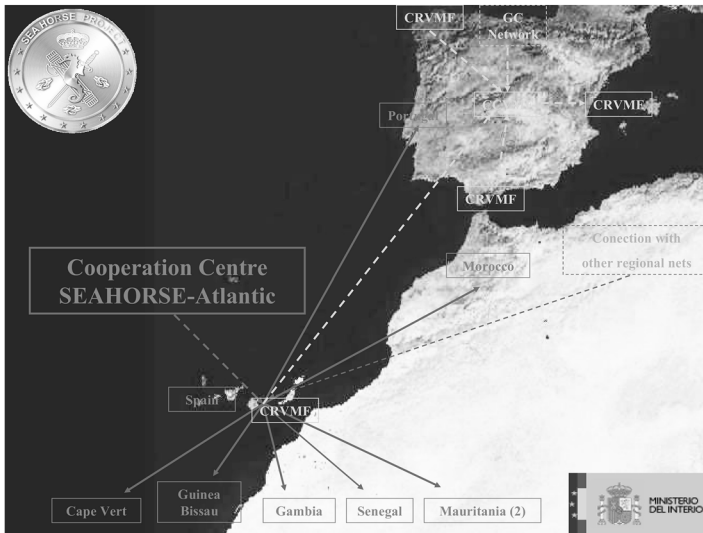 SEAHORSE PROJECT
CRVMF
GC
Network
CRVMF
CRVMF
Conection with
other regional nets
Morocco
Cooperation Centre
SEAHORSE-Atlantic
Spain
CRVMF
Cape Vert
Guinea
Bissau
Gambia
Senegal
Mauritania (2)
MINISTERIO
DEL INTERIOR